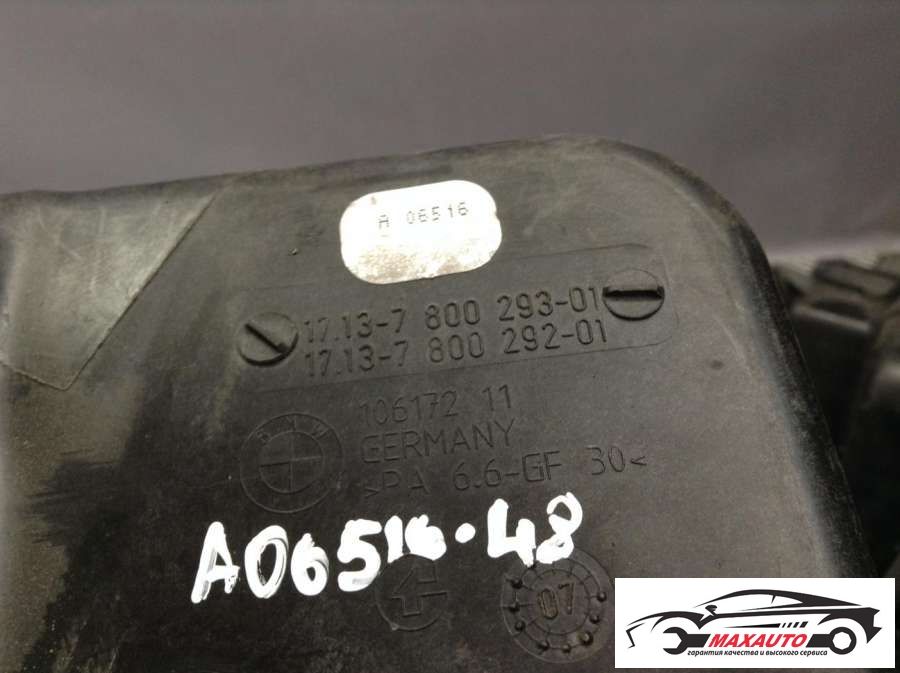 A 06516
17.13-7 800 293-01
17.13-7 800 292-01
106172 11
BMW
GERMANY
>PA 6.6-GF 30<
A06516.48
07
MAXAUTO
гарантия качества и высокого сервиса